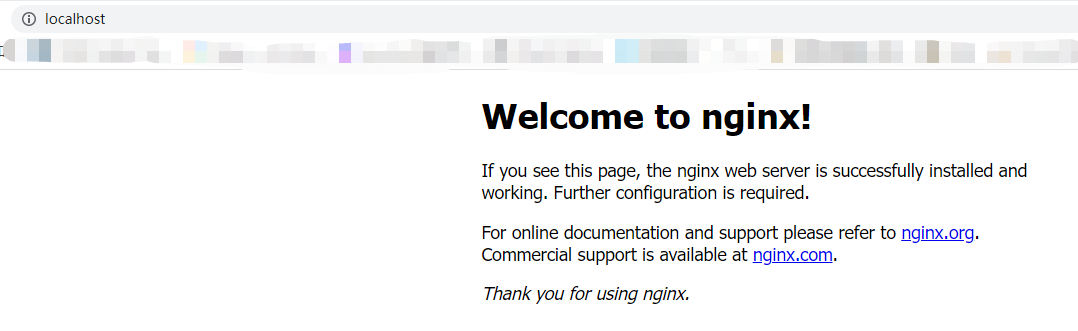 localhost
Welcome to nginx!
If you see this page, the nginx web server is successfully installed and
working. Further configuration is required.
For online documentation and support please refer to nginx.org.
Commercial support is available at nginx.com.
Thank you for using nginx.